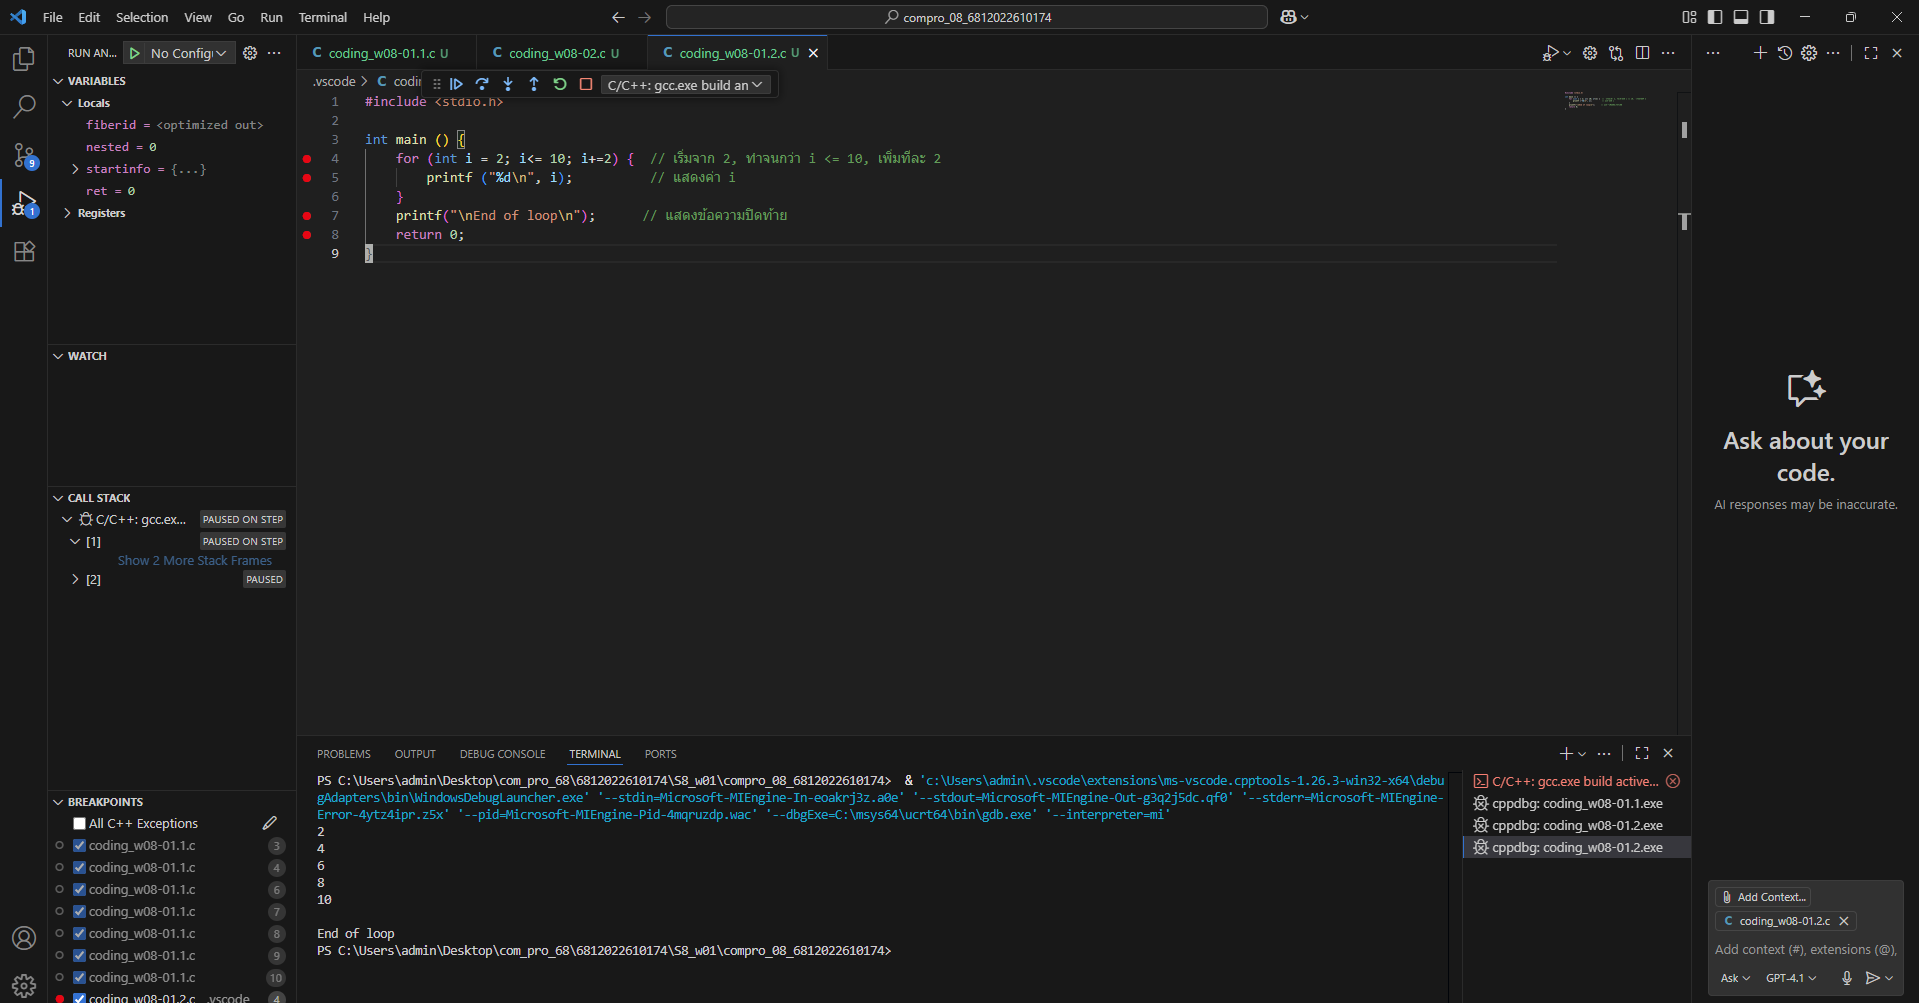 File Edit Selection View Go Run Terminal Help
compro_08_6812022610174
RUN AN... No Config
coding_w08-01.1.c U
coding_w08-02.c U
coding_w08-01.2.c U
.vscode > C
C/C++: gcc.exe build an
VARIABLES
Locals
fiberid = <optimized out>
nested = 0
startinfo = {...}
ret = 0
Registers
WATCH
CALL STACK
C/C++: gcc.ex... PAUSED ON STEP
[1] PAUSED ON STEP
Show 2 More Stack Frames
[2] PAUSED
BREAKPOINTS
All C++ Exceptions
coding_w08-01.1.c 3
coding_w08-01.1.c 4
coding_w08-01.1.c 6
coding_w08-01.1.c 7
coding_w08-01.1.c 8
coding_w08-01.1.c 9
coding_w08-01.1.c 10
coding_w08-01.2.c .vscode 4
9
1
1 #include <stdio.h>
2
3 int main () {
4 for (int i = 2; i<= 10; i+=2) { // เริ่มจาก 2, ทำจนกว่า i <= 10, เพิ่มทีละ 2
5 printf ("%d\n", i); // แสดงค่า i
6 }
7 printf("\nEnd of loop\n"); // แสดงข้อความปิดท้าย
8 return 0;
9 }
PROBLEMS OUTPUT DEBUG CONSOLE TERMINAL PORTS
PS C:\Users\admin\Desktop\com_pro_68\6812022610174\S8_w01\compro_08_6812022610174> & 'c:\Users\admin\.vscode\extensions\ms-vscode.cpptools-1.26.3-win32-x64\debu
gAdapters\bin\WindowsDebugLauncher.exe' '--stdin=Microsoft-MIEngine-In-eoakrj3z.a0e' '--stdout=Microsoft-MIEngine-Out-g3q2j5dc.qf0' '--stderr=Microsoft-MIEngine-
Error-4ytz4ipr.z5x' '--pid=Microsoft-MIEngine-Pid-4mqruzdp.wac' '--dbgExe=C:\msys64\ucrt64\bin\gdb.exe' '--interpreter=mi'
2
4
6
8
10
End of loop
PS C:\Users\admin\Desktop\com_pro_68\6812022610174\S8_w01\compro_08_6812022610174>
C/C++: gcc.exe build active...
cppdbg: coding_w08-01.1.exe
cppdbg: coding_w08-01.2.exe
cppdbg: coding_w08-01.2.exe
Ask about your
code.
AI responses may be inaccurate.
Add Context...
C coding_w08-01.2.c
Add context (#), extensions (@),
Ask GPT-4.1